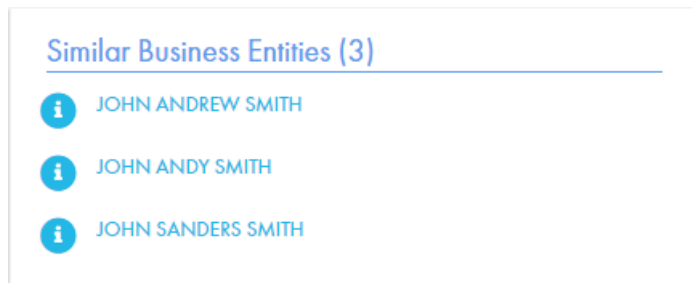 Similar Business Entities (3)
JOHN ANDREW SMITH
JOHN ANDY SMITH
JOHN SANDERS SMITH